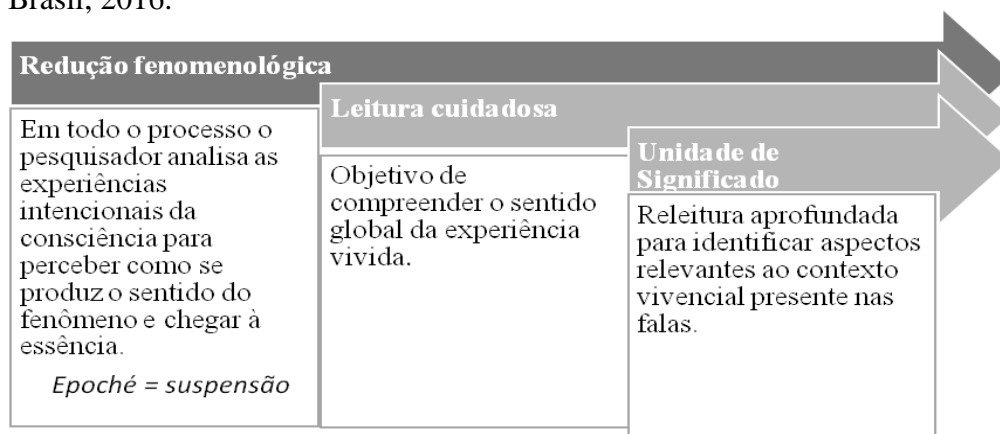 Brasil, 2016.
Redução fenomenológica
Em todo o processo o
pesquisador analisa as
experiências
intencionais da
consciência para
perceber como se
produz o sentido do
fenômeno e chegar à
essência.
Epoché = suspensão
Leitura cuidadosa
Objetivo de
compreender o sentido
global da experiência
vivida.
Unidade de
Significado
Releitura aprofundada
para identificar aspectos
relevantes ao contexto
vivencial presente nas
falas.